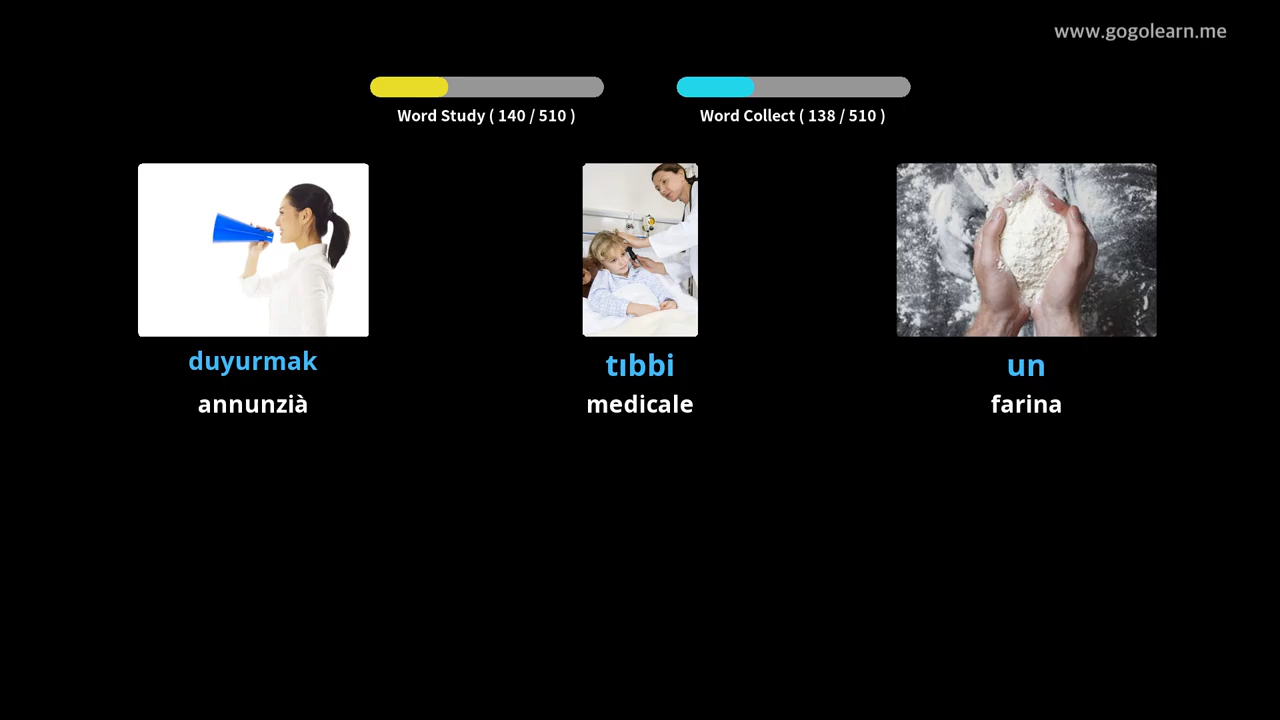 www.gogolearn.me
Word Study ( 140 / 510 )
Word Collect ( 138 / 510 )
duyurmak
annunzià
tıbbi
medicale
un
farina